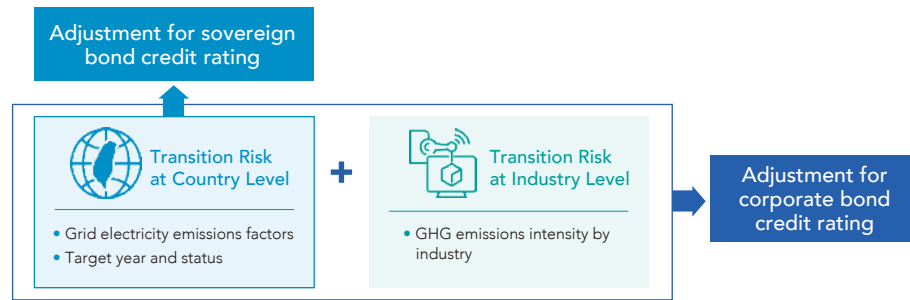 Adjustment for sovereign
bond credit rating
Transition Risk
at Country Level
• Grid electricity emissions factors
• Target year and status
+
Transition Risk
at Industry Level
• GHG emissions intensity by
industry
Adjustment for
corporate bond
credit rating